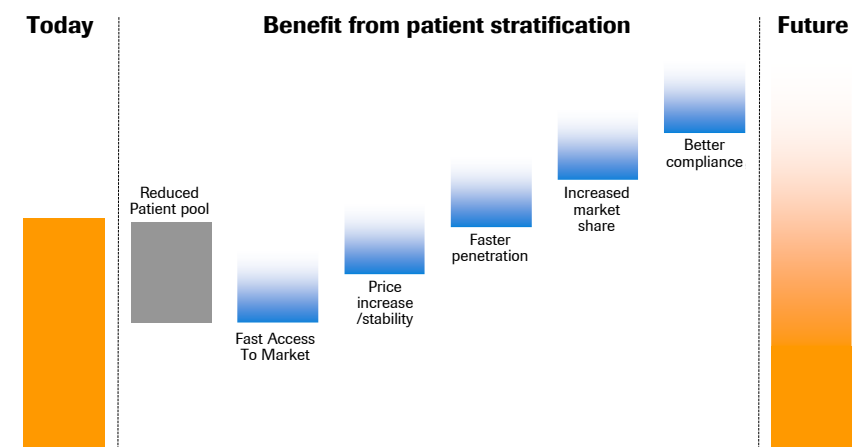 Today
Benefit from patient stratification
Future
Reduced
Patient pool
Fast Access
To Market
Price
increase
/stability
Faster
penetration
Increased
market
share
Better
compliance